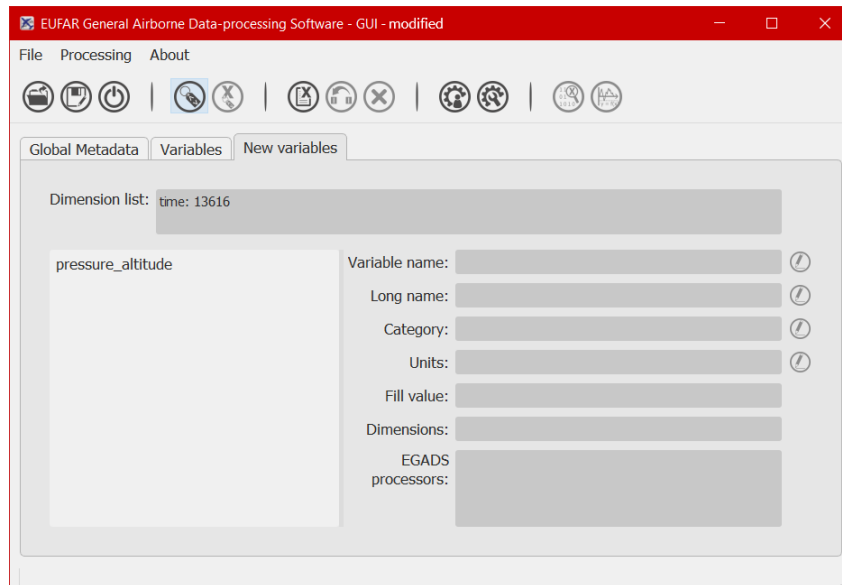 EUFAR General Airborne Data-processing Software - GUI - modified
File Processing About
Global Metadata Variables New variables
Dimension list: time: 13616
pressure_altitude
Variable name:
Long name:
Category:
Units:
Fill value:
Dimensions:
EGADS
processors: